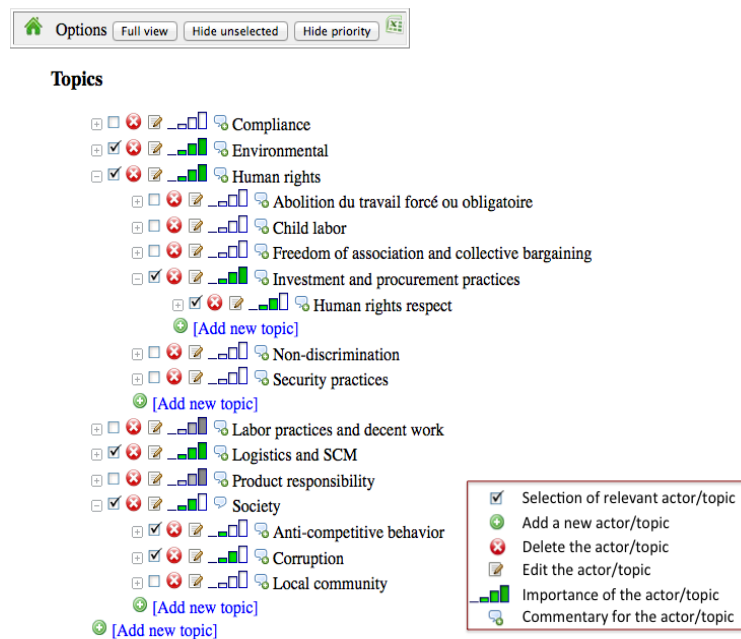 Options Full view Hide unselected Hide priority
Topics
Compliance
Environmental
Human rights
Abolition du travail forcé ou obligatoire
Child labor
Freedom of association and collective bargaining
Investment and procurement practices
Human rights respect
[Add new topic]
Non-discrimination
Security practices
[Add new topic]
Labor practices and decent work
Logistics and SCM
Product responsibility
Society
Anti-competitive behavior
Corruption
Local community
[Add new topic]
[Add new topic]
Selection of relevant actor/topic
Add a new actor/topic
Delete the actor/topic
Edit the actor/topic
Importance of the actor/topic
Commentary for the actor/topic